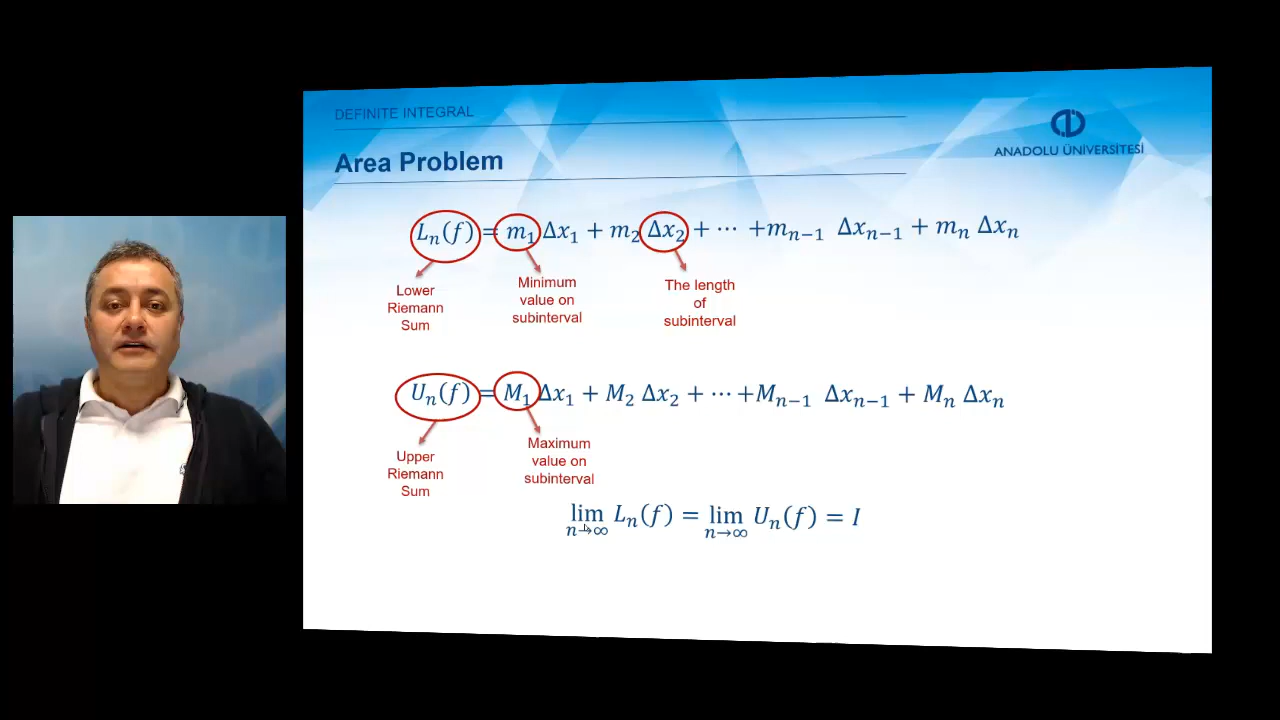 DEFINITE INTEGRAL
Area Problem
ANADOLU ÜNİVERSİTESİ
Lₙ(f) = m₁ Δx₁ + m₂ Δx₂ + ⋯ + mₙ₋₁ Δxₙ₋₁ + mₙ Δxₙ
Lower
Riemann
Sum
Minimum
value on
subinterval
The length
of
subinterval
Uₙ(f) = M₁ Δx₁ + M₂ Δx₂ + ⋯ + Mₙ₋₁ Δxₙ₋₁ + Mₙ Δxₙ
Upper
Riemann
Sum
Maximum
value on
subinterval
lim n→∞ Lₙ(f) = lim n→∞ Uₙ(f) = I